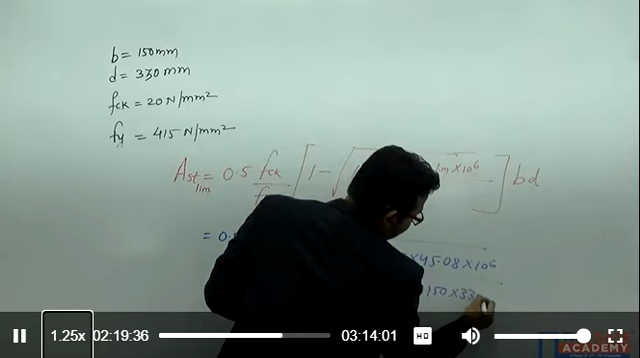 b = 150mm
d = 330 mm
fck = 20 N/mm²
fy = 415 N/mm²
Ast lim = 0.5 fck [ 1 - √ lim × 10⁶ ] bd
= 0.
× 45.08 × 10⁶
150 × 33
1.25x 02:19:36 03:14:01 HD
ACADEMY